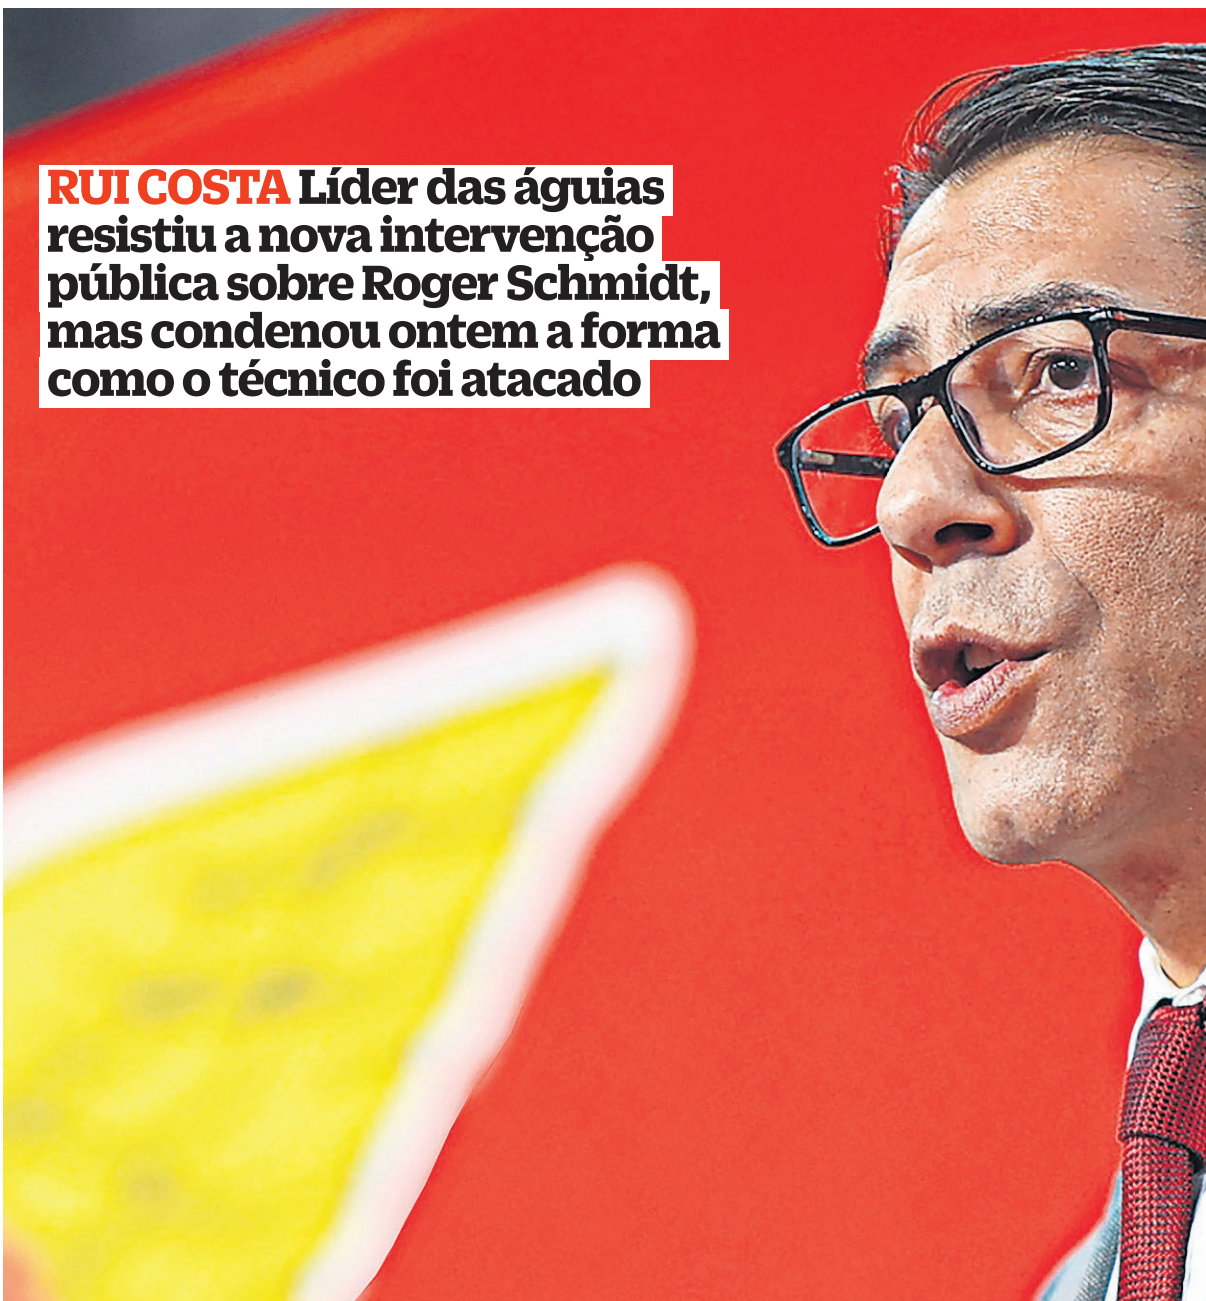 RUI COSTA Líder das águias
resistiu a nova intervenção
pública sobre Roger Schmidt,
mas condenou ontem a forma
como o técnico foi atacado